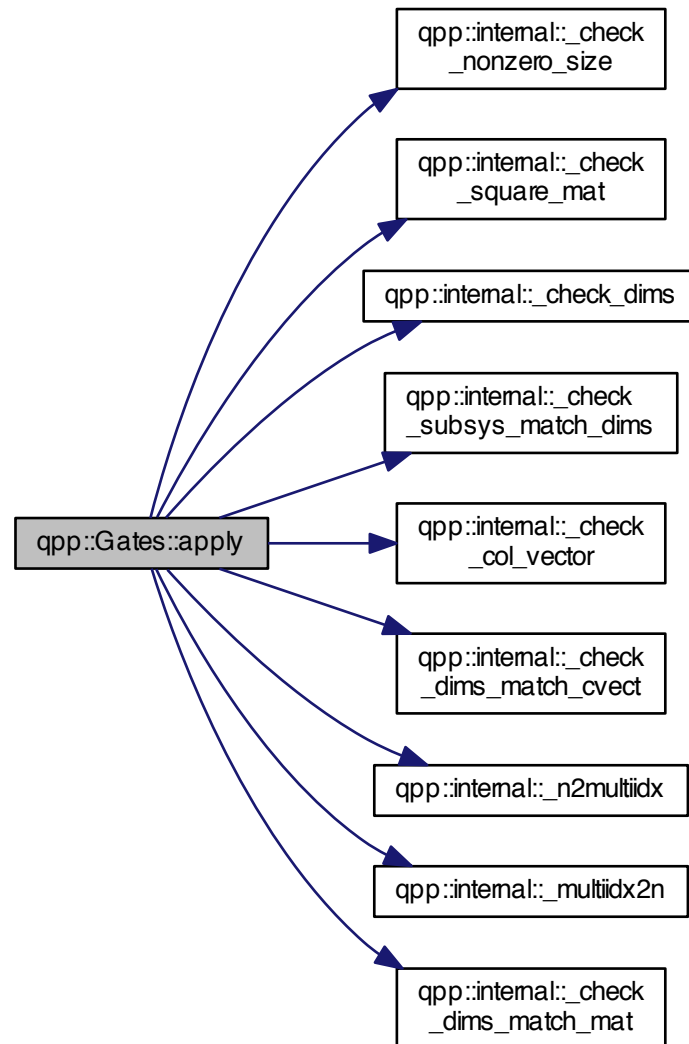 qpp::internal::_check
_nonzero_size
qpp::internal::_check
_square_mat
qpp::internal::_check_dims
qpp::internal::_check
_subsys_match_dims
qpp::Gates::apply
qpp::internal::_check
_col_vector
qpp::internal::_check
_dims_match_cvect
qpp::internal::_n2multiidx
qpp::internal::_multiidx2n
qpp::internal::_check
_dims_match_mat